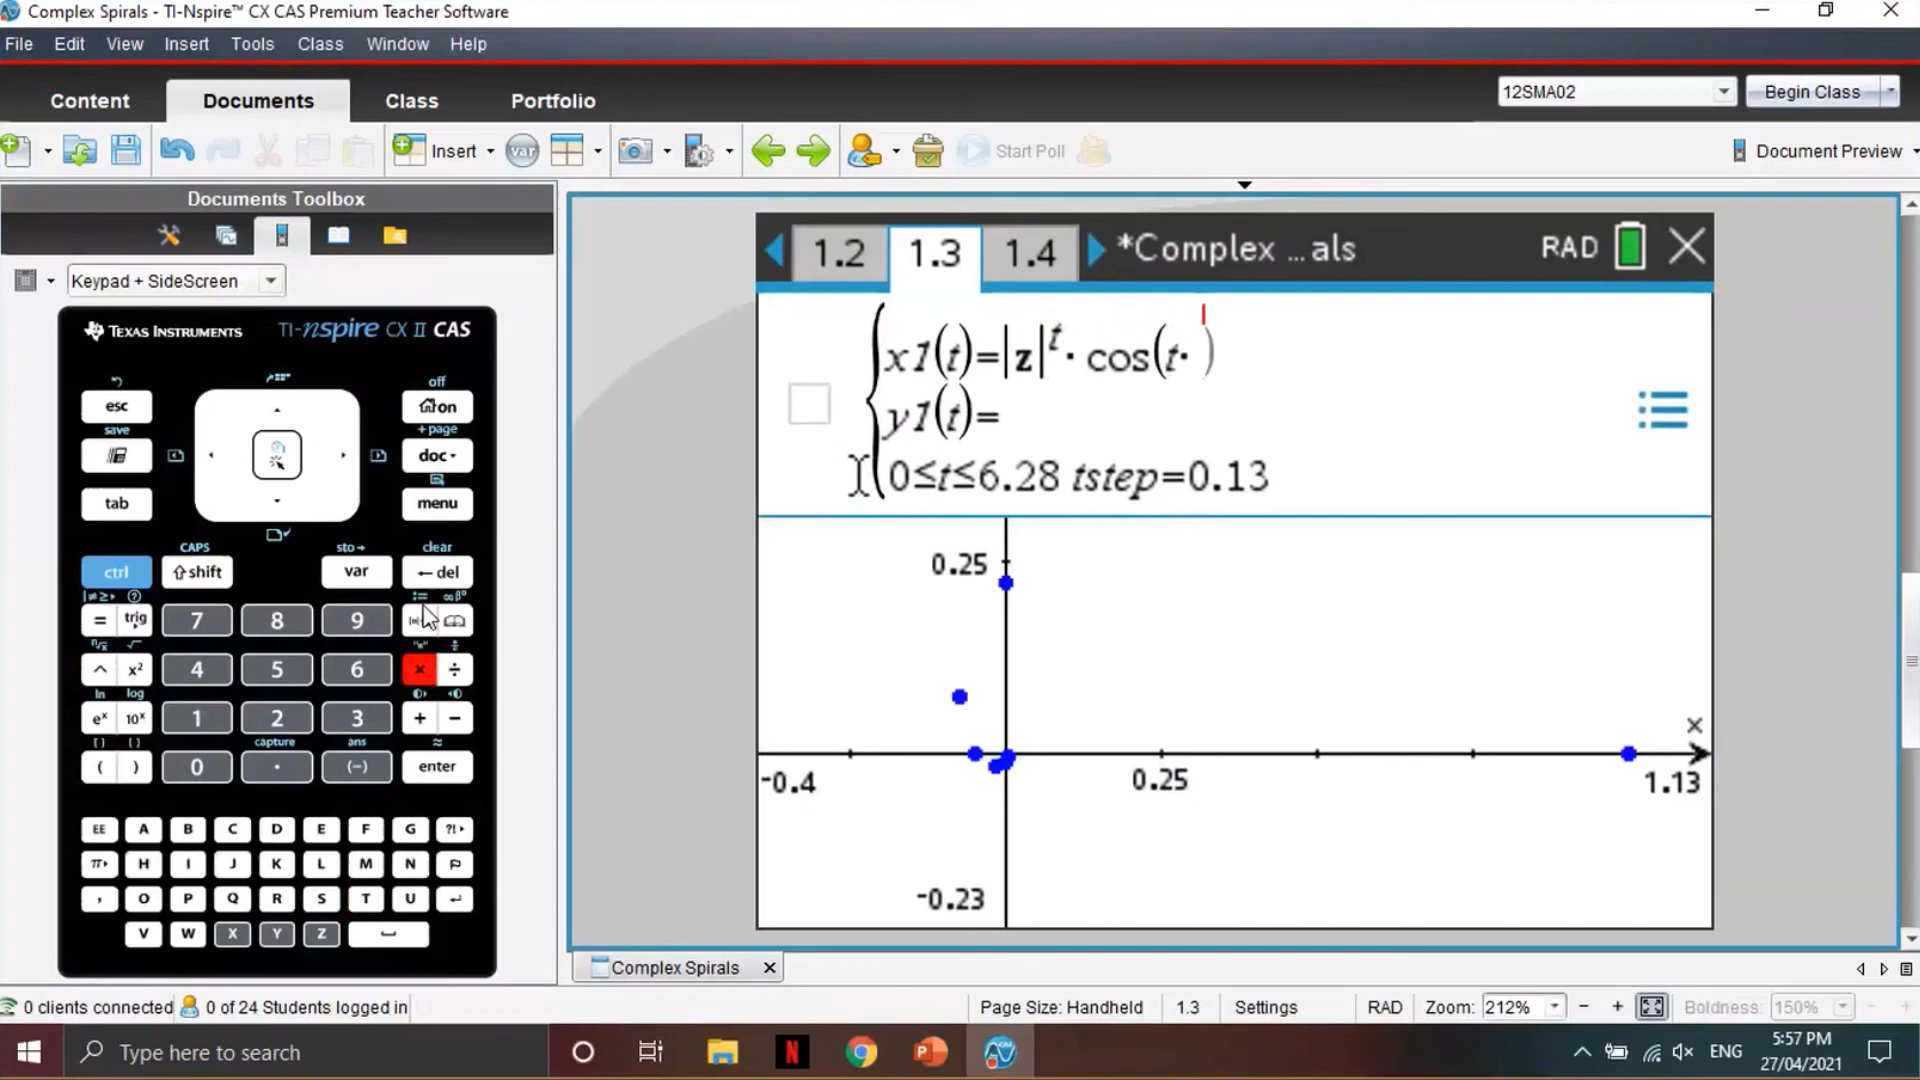 Complex Spirals - TI-Nspire™ CX CAS Premium Teacher Software
File Edit View Insert Tools Class Window Help
Content Documents Class Portfolio
12SMA02 Begin Class
Insert var Start Poll Document Preview
Documents Toolbox
Keypad + SideScreen
TEXAS INSTRUMENTS TI-nspire CX II CAS
off
esc on
save +page
doc
tab menu
CAPS sto→ clear
ctrl shift var ←del
= trig 7 8 9
^ x² 4 5 6 × ÷
ln log
eˣ 10ˣ 1 2 3 + −
capture ans
( ) 0 . (−) enter
EE A B C D E F G ?!▸
π▸ H I J K L M N
, O P Q R S T U
V W X Y Z
1.2 1.3 1.4 *Complex ...als RAD
x1(t)=|z|^t · cos(t· )
y1(t)=
0≤t≤6.28 tstep=0.13
0.25
x
-0.4 0.25 1.13
-0.23
Complex Spirals
0 clients connected 0 of 24 Students logged in Page Size: Handheld 1.3 Settings RAD Zoom: 212% − + Boldness: 150% − +
Type here to search ENG 5:57 PM
27/04/2021